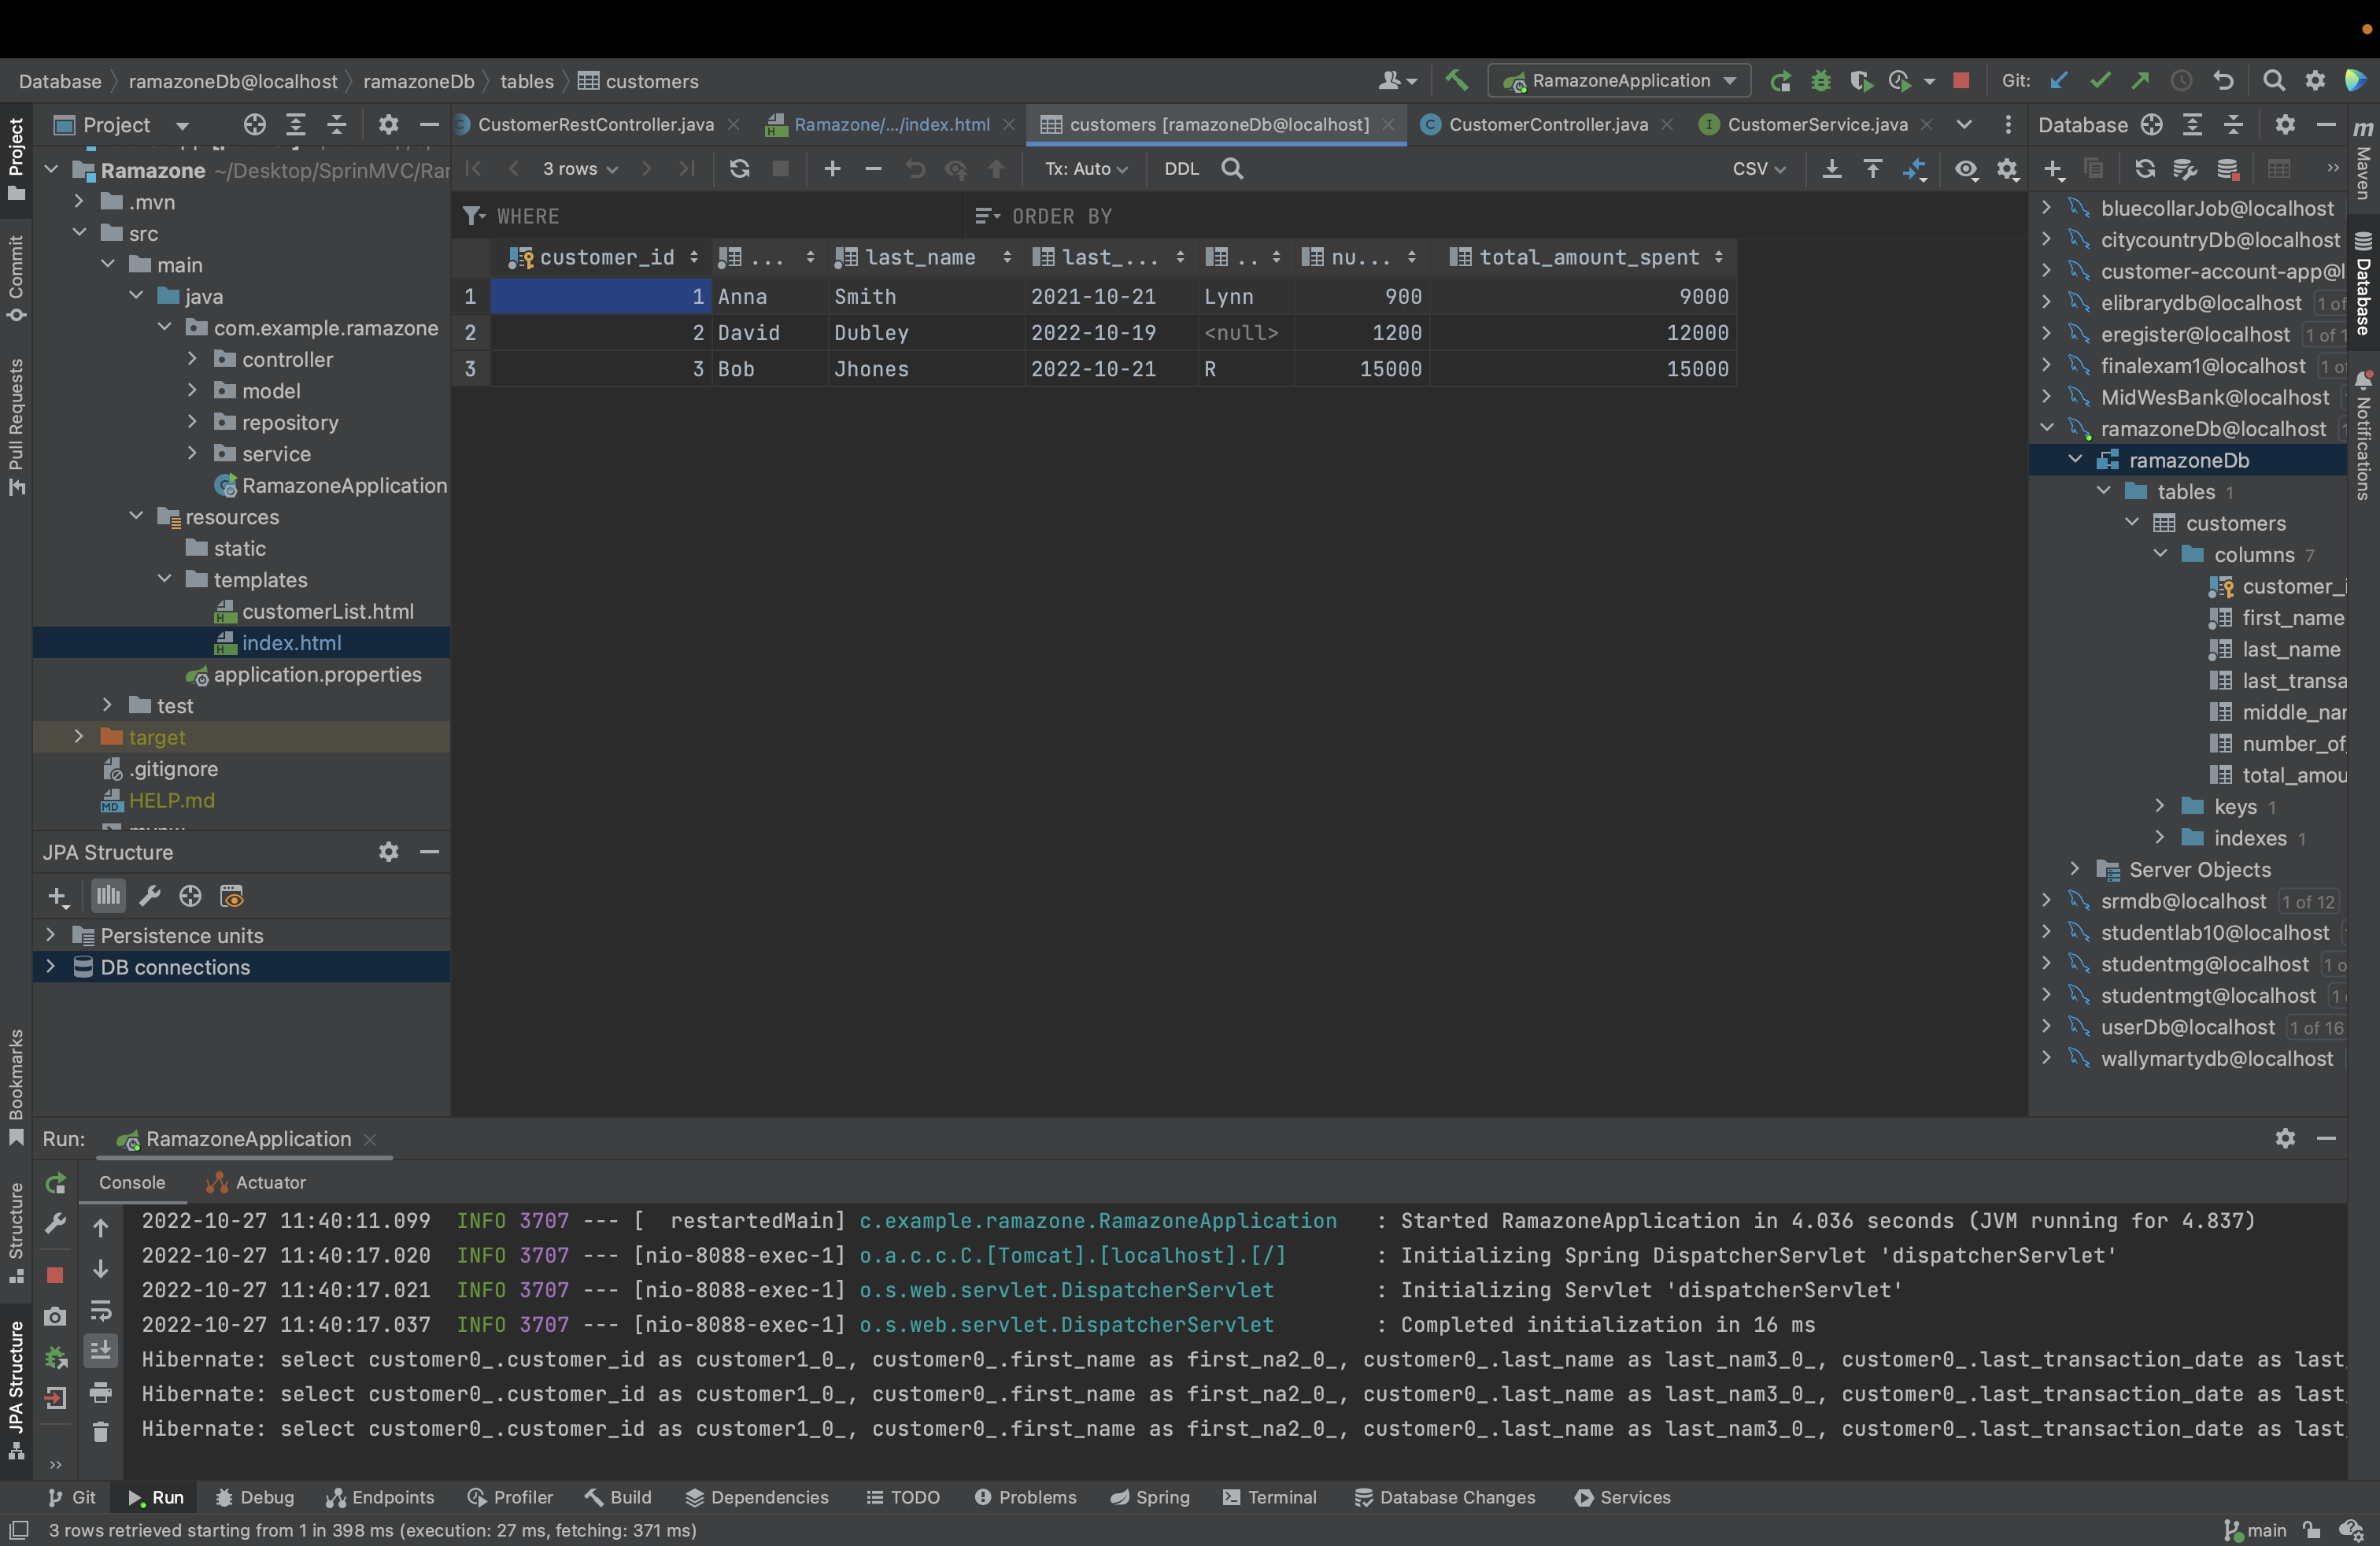 Database ramazoneDb@localhost ramazoneDb tables customers RamazoneApplication Git:
Project
CustomerRestController.java Ramazone/.../index.html customers [ramazoneDb@localhost] CustomerController.java CustomerService.java
Database
Ramazone ~/Desktop/SprinMVC/Ram
.mvn
src
main
java
com.example.ramazone
controller
model
repository
service
RamazoneApplication
resources
static
templates
customerList.html
index.html
application.properties
test
target
.gitignore
HELP.md
3 rows Tx: Auto DDL CSV
WHERE ORDER BY
customer_id ... last_name last_... .. nu... total_amount_spent
1 1 Anna Smith 2021-10-21 Lynn 900 9000
2 2 David Dubley 2022-10-19 <null> 1200 12000
3 3 Bob Jhones 2022-10-21 R 15000 15000
bluecollarJob@localhost
citycountryDb@localhost
customer-account-app@l
elibrarydb@localhost 1 of
eregister@localhost 1 of 1
finalexam1@localhost 1 of
MidWesBank@localhost
ramazoneDb@localhost
ramazoneDb
tables 1
customers
columns 7
customer_i
first_name
last_name
last_transa
middle_nar
number_of_
total_amou
keys 1
indexes 1
Server Objects
srmdb@localhost 1 of 12
studentlab10@localhost
studentmg@localhost 1 o
studentmgt@localhost 1
userDb@localhost 1 of 16
wallymartydb@localhost
JPA Structure
Persistence units
DB connections
Project
Commit
Pull Requests
Bookmarks
Structure
JPA Structure
Maven
Database
Notifications
Run: RamazoneApplication
Console Actuator
2022-10-27 11:40:11.099 INFO 3707 --- [ restartedMain] c.example.ramazone.RamazoneApplication : Started RamazoneApplication in 4.036 seconds (JVM running for 4.837)
2022-10-27 11:40:17.020 INFO 3707 --- [nio-8088-exec-1] o.a.c.c.C.[Tomcat].[localhost].[/] : Initializing Spring DispatcherServlet 'dispatcherServlet'
2022-10-27 11:40:17.021 INFO 3707 --- [nio-8088-exec-1] o.s.web.servlet.DispatcherServlet : Initializing Servlet 'dispatcherServlet'
2022-10-27 11:40:17.037 INFO 3707 --- [nio-8088-exec-1] o.s.web.servlet.DispatcherServlet : Completed initialization in 16 ms
Hibernate: select customer0_.customer_id as customer1_0_, customer0_.first_name as first_na2_0_, customer0_.last_name as last_nam3_0_, customer0_.last_transaction_date as last_
Hibernate: select customer0_.customer_id as customer1_0_, customer0_.first_name as first_na2_0_, customer0_.last_name as last_nam3_0_, customer0_.last_transaction_date as last_
Hibernate: select customer0_.customer_id as customer1_0_, customer0_.first_name as first_na2_0_, customer0_.last_name as last_nam3_0_, customer0_.last_transaction_date as last_
Git Run Debug Endpoints Profiler Build Dependencies TODO Problems Spring Terminal Database Changes Services
3 rows retrieved starting from 1 in 398 ms (execution: 27 ms, fetching: 371 ms) main